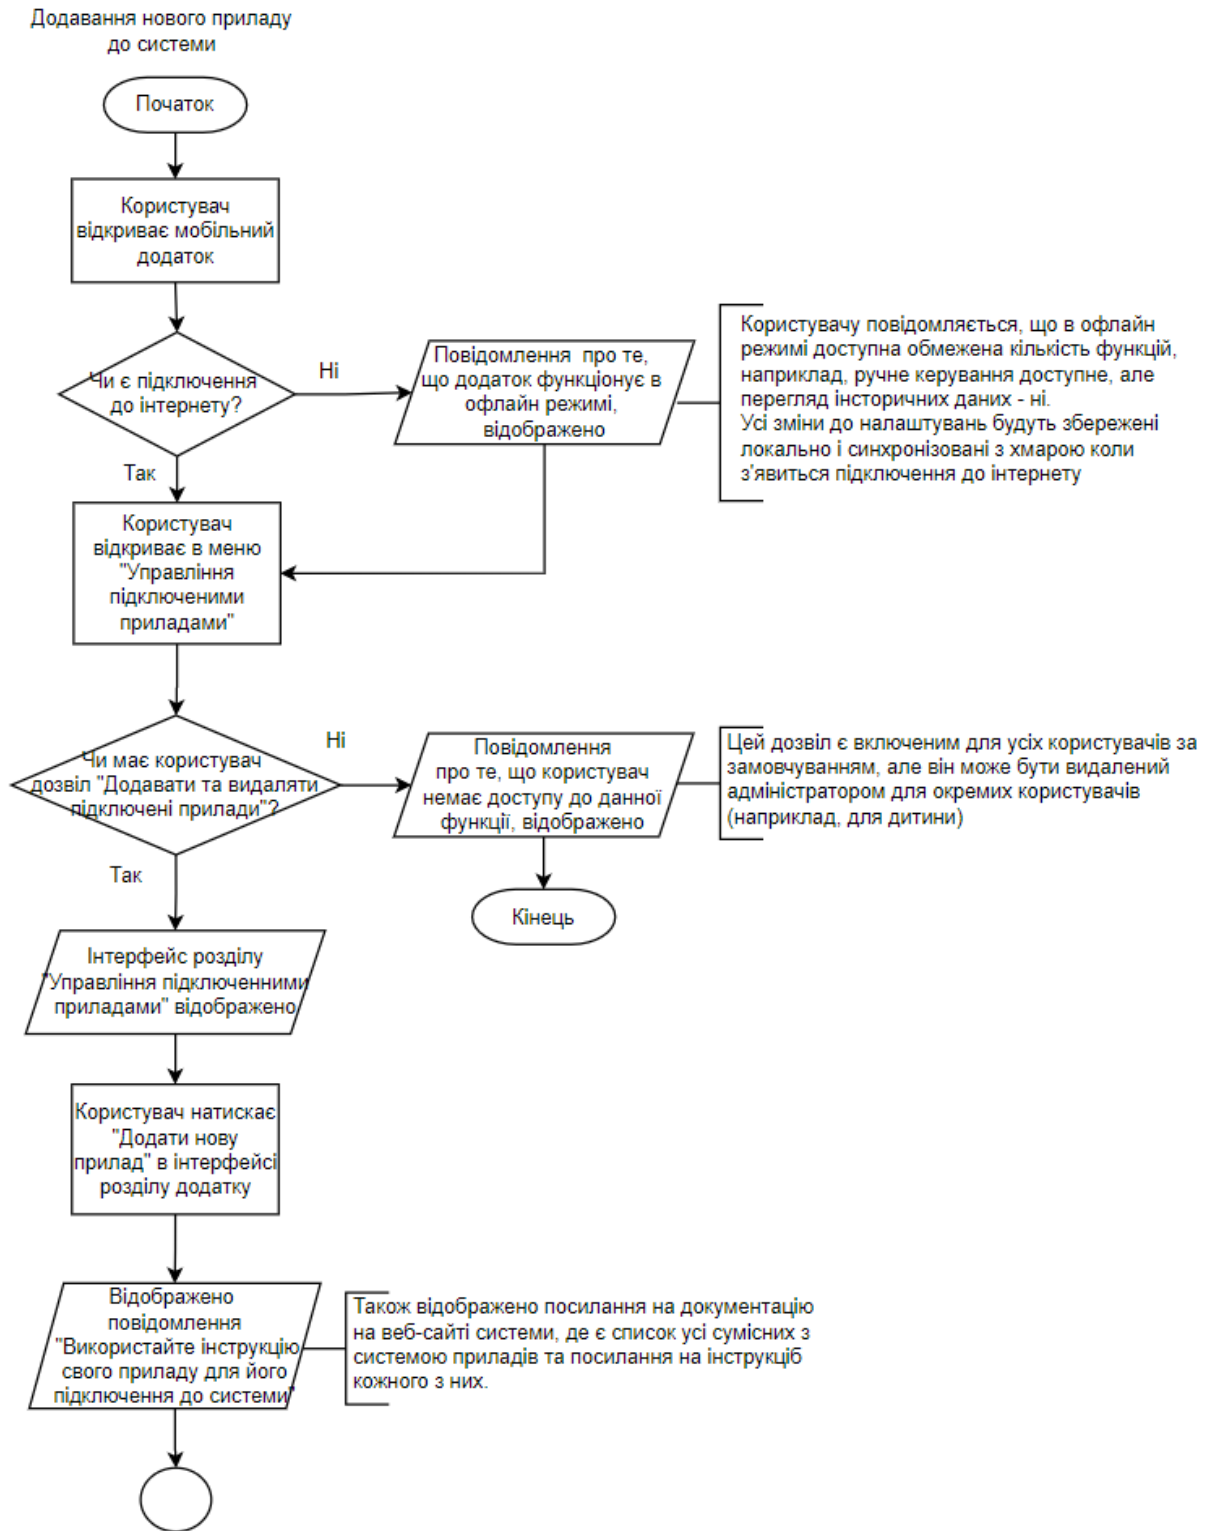 Додавання нового приладу
до системи
Початок
Користувач
відкриває мобільний
додаток
Чи є підключення
до інтернету?
Ні
Повідомлення про те,
що додаток функціонує в
офлайн режимі,
відображено
Користувачу повідомляється, що в офлайн
режимі доступна обмежена кількість функцій,
наприклад, ручне керування доступне, але
перегляд інсторичних даних - ні.
Усі зміни до налаштувань будуть збережені
локально і синхронізовані з хмарою коли
з'явиться підключення до інтернету
Так
Користувач
відкриває в меню
"Управління
підключеними
приладами"
Чи має користувач
дозвіл "Додавати та видаляти
підключені прилади"?
Ні
Повідомлення
про те, що користувач
немає доступу до данної
функції, відображено
Цей дозвіл є включеним для усіх користувачів за
замовчуванням, але він може бути видалений
адміністратором для окремих користувачів
(наприклад, для дитини)
Кінець
Так
Інтерфейс розділу
"Управління підключенними
приладами" відображено
Користувач натискає
"Додати нову
прилад" в інтерфейсі
розділу додатку
Відображено
повідомлення
"Використайте інструкцію
свого приладу для його
підключення до системи"
Також відображено посилання на документацію
на веб-сайті системи, де є список усі сумісних з
системою приладів та посилання на інструкціб
кожного з них.